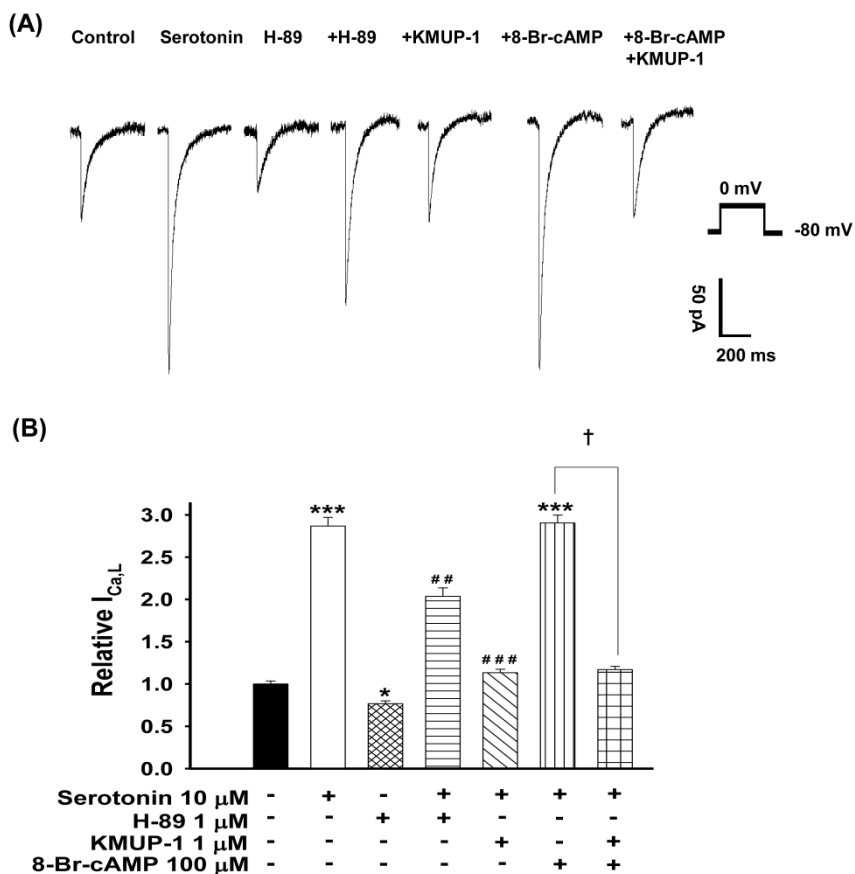 (A)
Control Serotonin H-89 +H-89 +KMUP-1 +8-Br-cAMP +8-Br-cAMP
+KMUP-1
0 mV
-80 mV
50 pA
200 ms
(B)
†
Relative I_Ca,L
3.0
2.5
2.0
1.5
1.0
0.5
0.0
***
*
##
###
***
Serotonin 10 μM - + - + + + +
H-89 1 μM - - + + - - -
KMUP-1 1 μM - - - - + - +
8-Br-cAMP 100 μM - - - - - + +